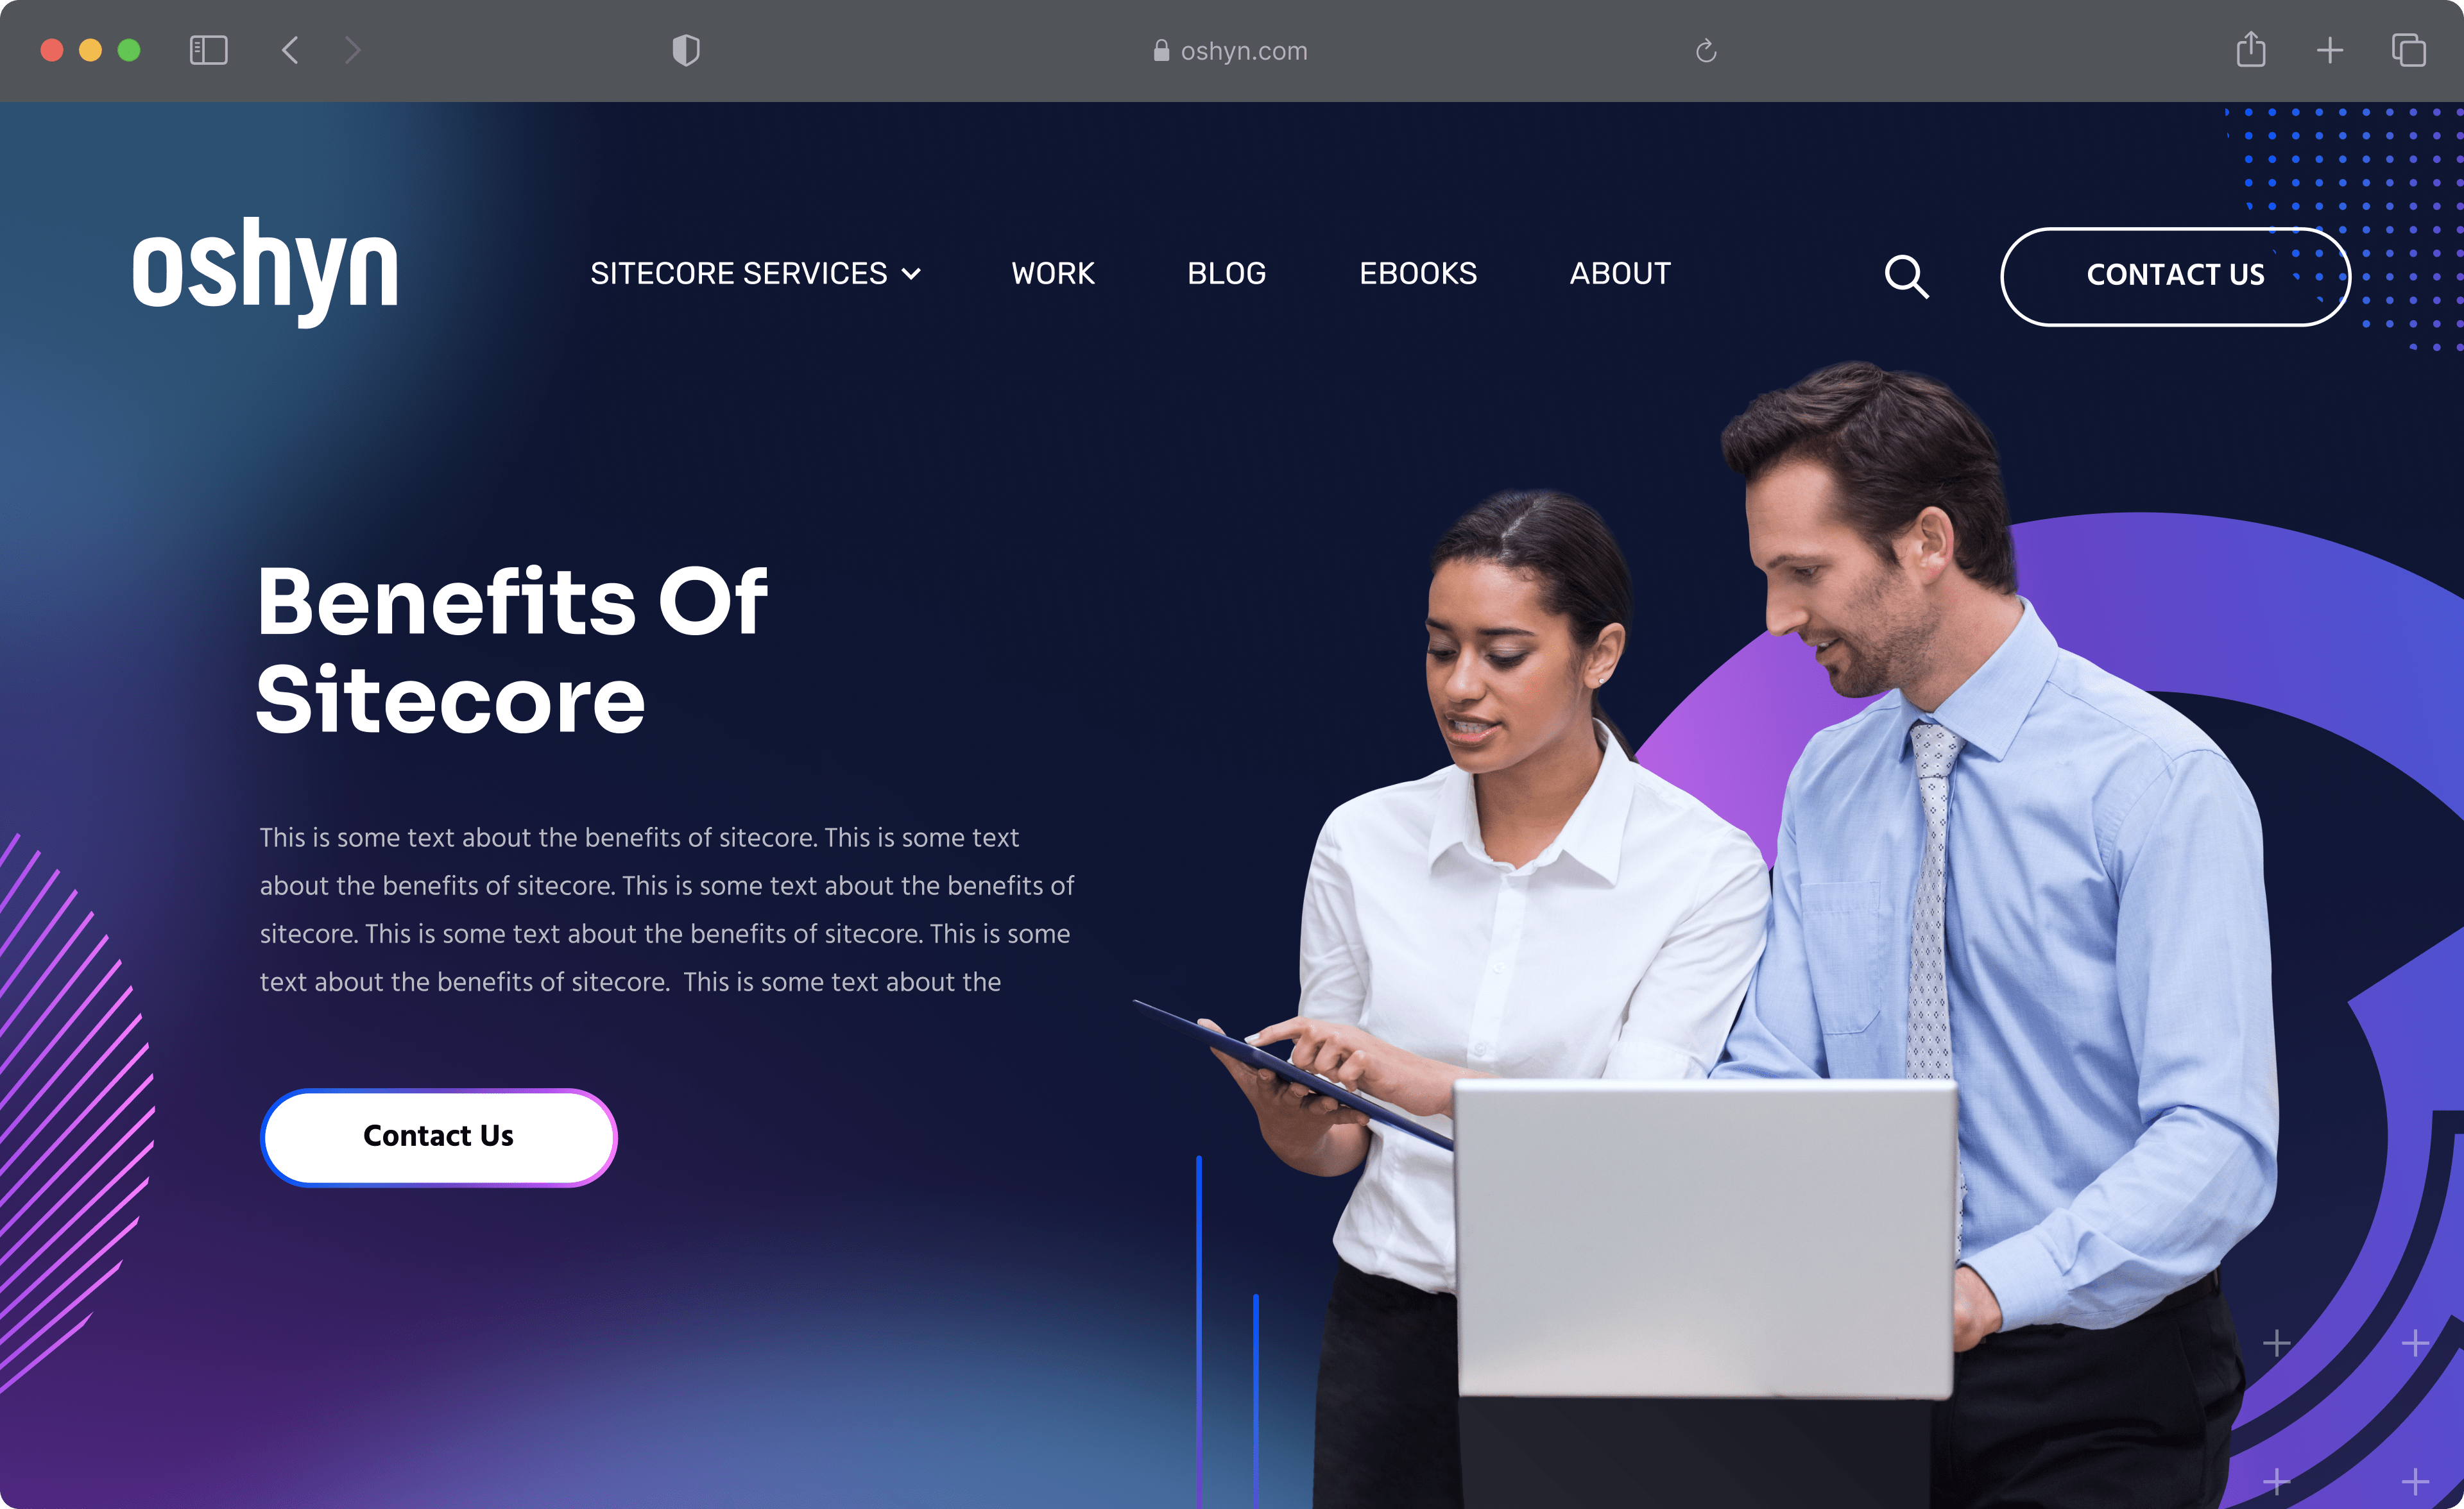 oshyn.com
oshyn
SITECORE SERVICES
WORK
BLOG
EBOOKS
ABOUT
CONTACT US
Benefits Of
Sitecore
This is some text about the benefits of sitecore. This is some text
about the benefits of sitecore. This is some text about the benefits of
sitecore. This is some text about the benefits of sitecore. This is some
text about the benefits of sitecore.  This is some text about the
Contact Us